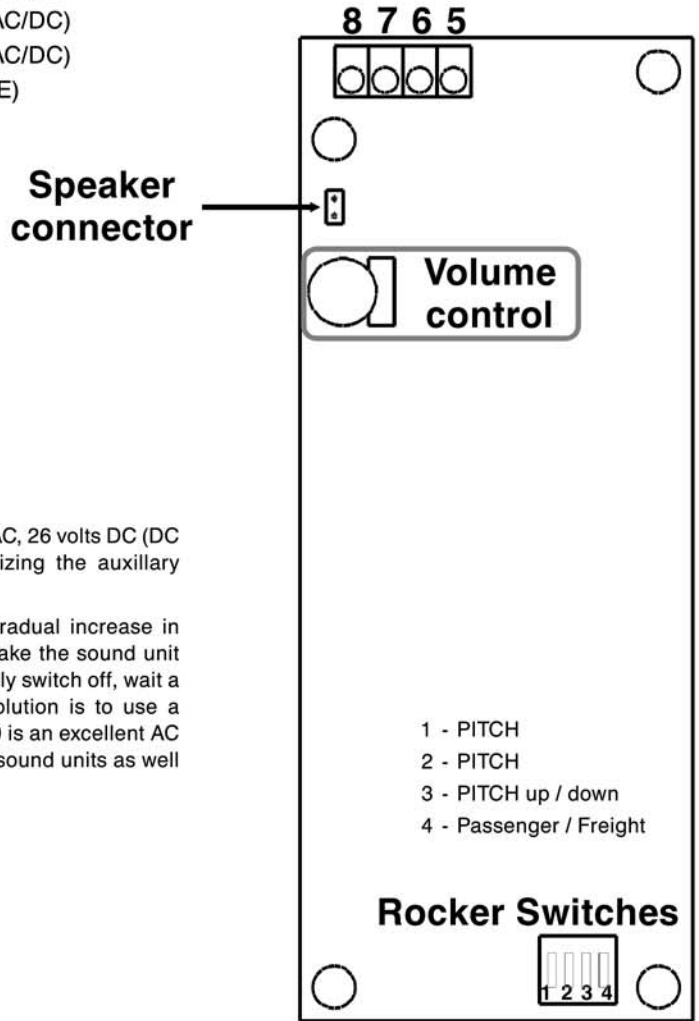 AC/DC)
AC/DC)
E)
8 7 6 5
Speaker
connector
Volume
control
AC, 26 volts DC (DC
izing the auxillary
radual increase in
ake the sound unit
ly switch off, wait a
olution is to use a
) is an excellent AC
sound units as well
1 - PITCH
2 - PITCH
3 - PITCH up / down
4 - Passenger / Freight
Rocker Switches
1 2 3 4